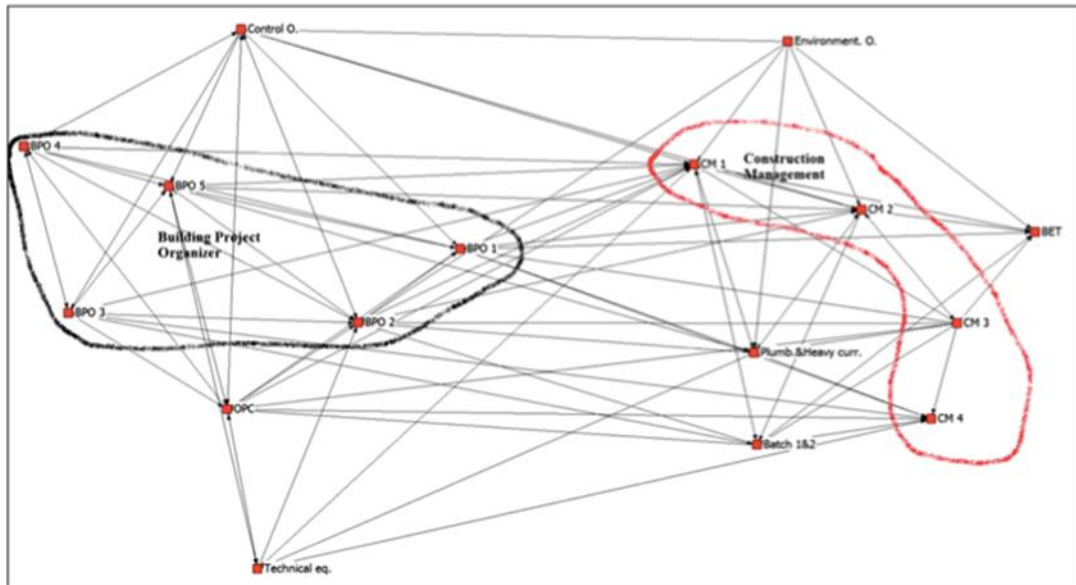 Control O.
Environment. O.
BPO 4
CM 1
Construction
Management
BPO 5
CM 2
BET
Building Project
Organizer
BPO 1
BPO 3
BPO 2
CM 3
Plumb.&Heavy curr.
OPC
CM 4
Batch 1&2
Technical eq.